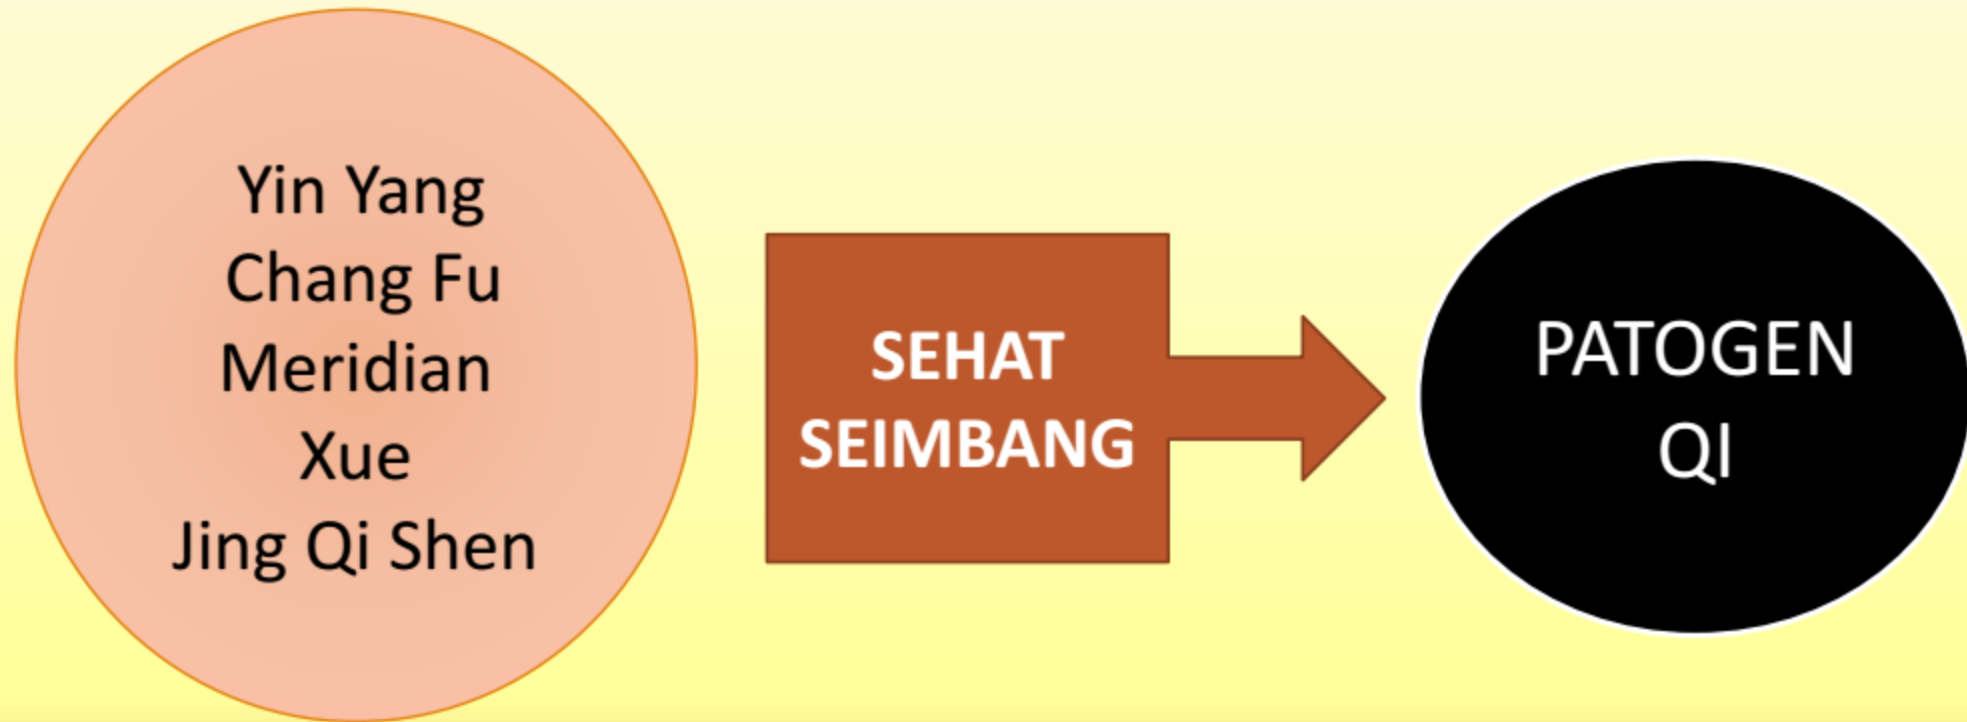 Yin Yang
Chang Fu
Meridian
Xue
Jing Qi Shen
SEHAT
SEIMBANG
PATOGEN
QI